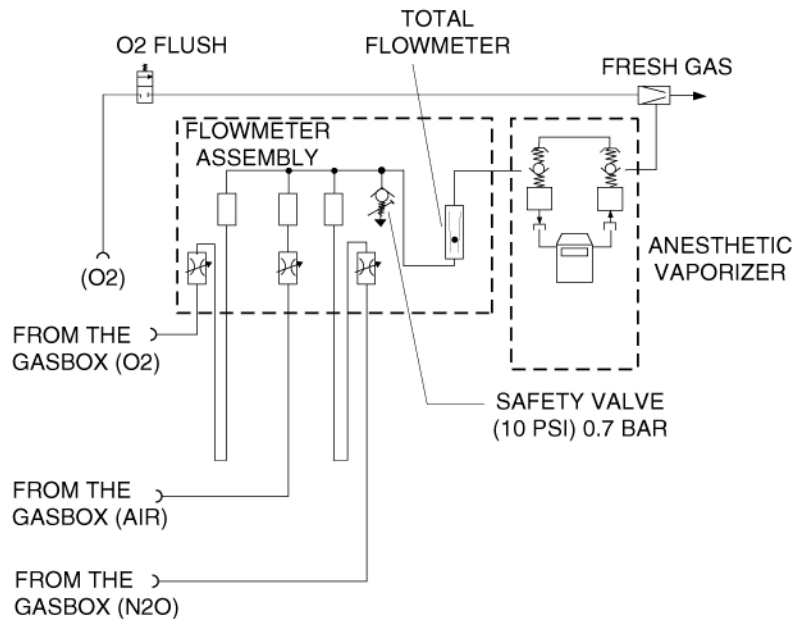 TOTAL
FLOWMETER
O2 FLUSH
FRESH GAS
FLOWMETER
ASSEMBLY
(O2)
ANESTHETIC
VAPORIZER
FROM THE
GASBOX (O2)
SAFETY VALVE
(10 PSI) 0.7 BAR
FROM THE
GASBOX (AIR)
FROM THE
GASBOX (N2O)